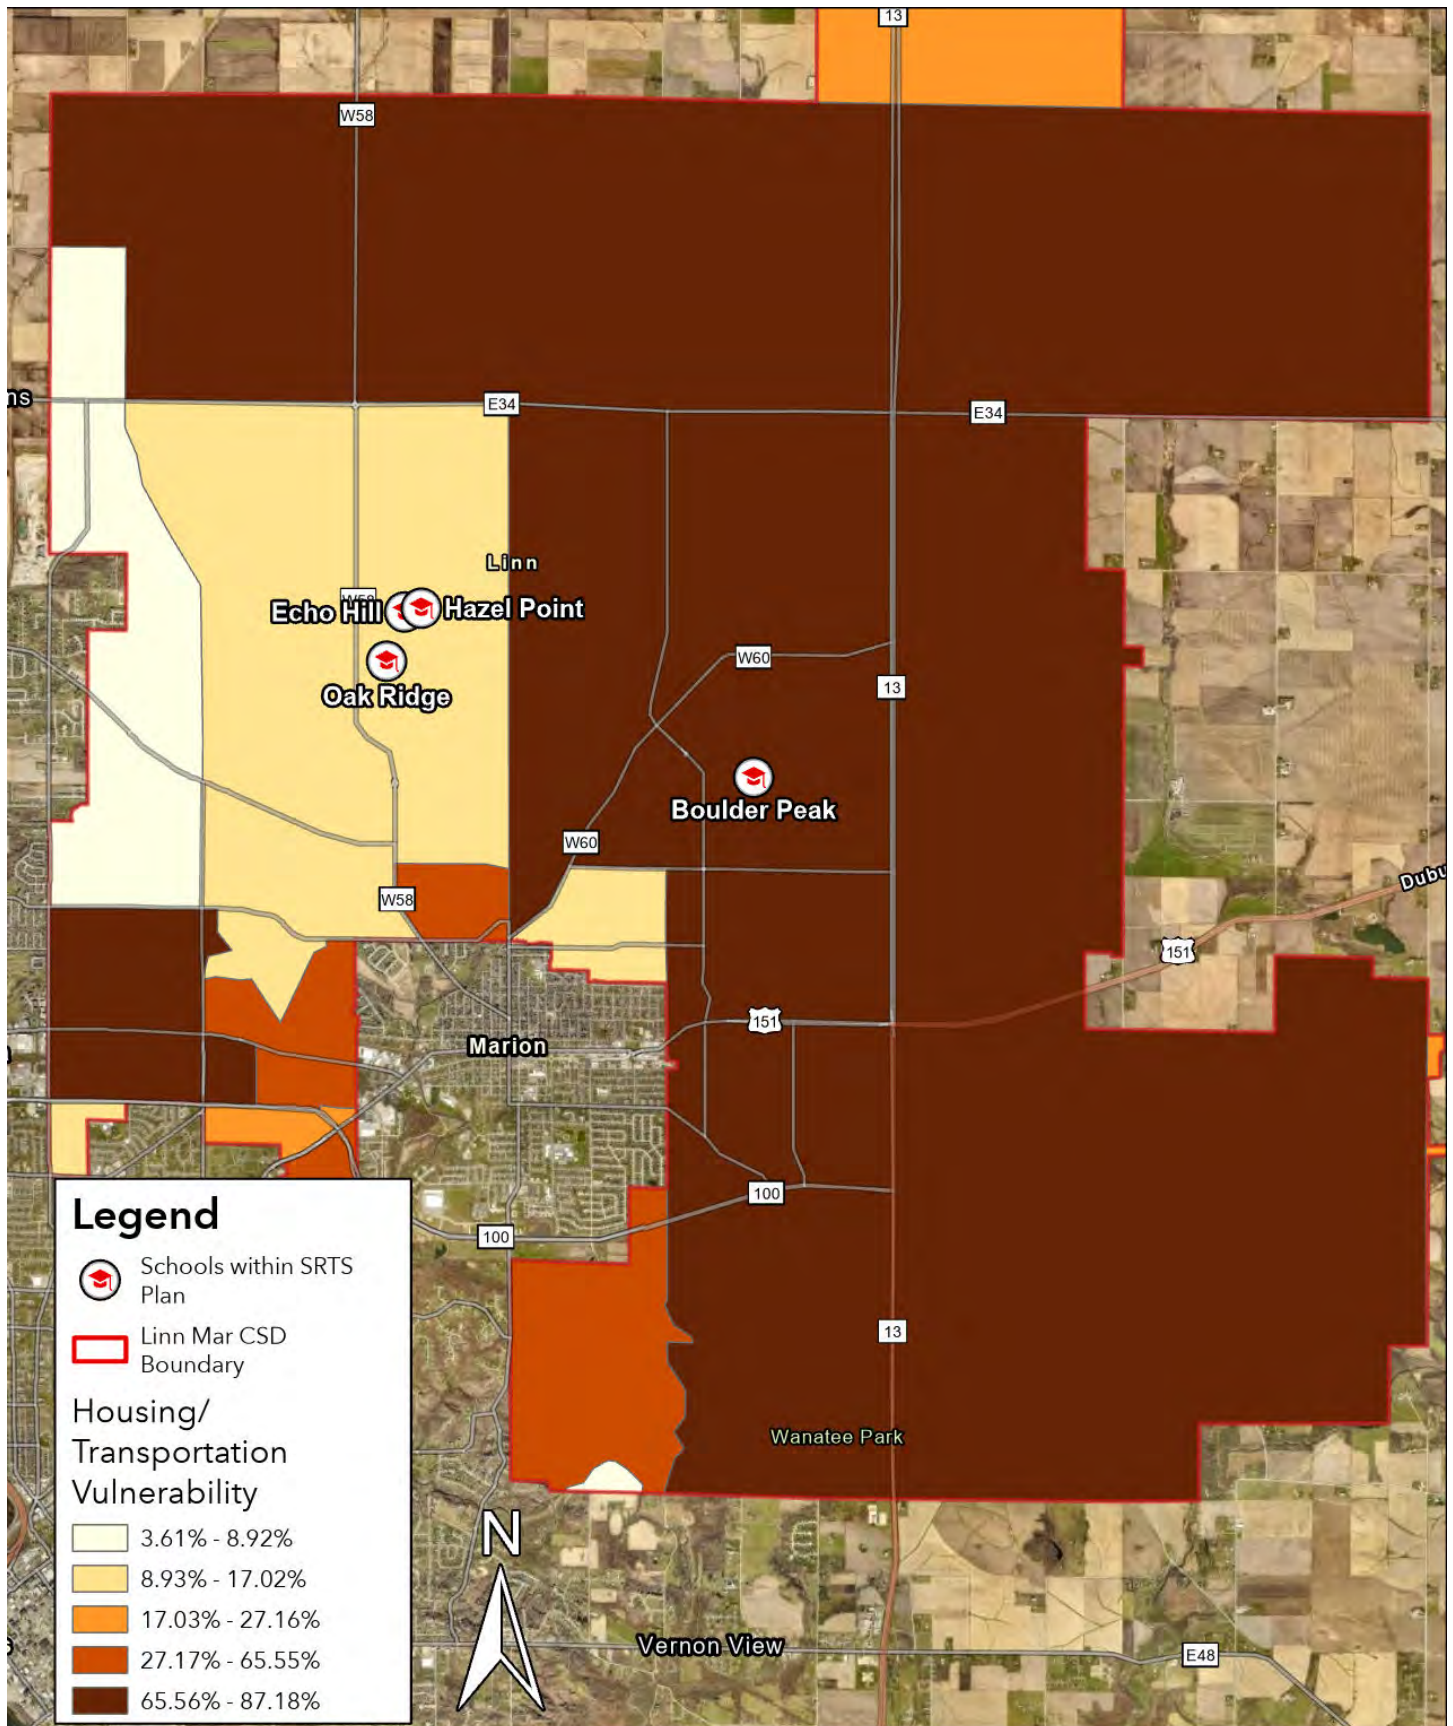 13
W58
ns
E34
E34
Linn
W58
Echo Hill
Hazel Point
Oak Ridge
W60
13
Boulder Peak
W60
W58
Dubu
151
151
Marion
100
100
13
Wanatee Park
Vernon View
E48
N
Legend
Schools within SRTS
Plan
Linn Mar CSD
Boundary
Housing/
Transportation
Vulnerability
3.61% - 8.92%
8.93% - 17.02%
17.03% - 27.16%
27.17% - 65.55%
65.56% - 87.18%